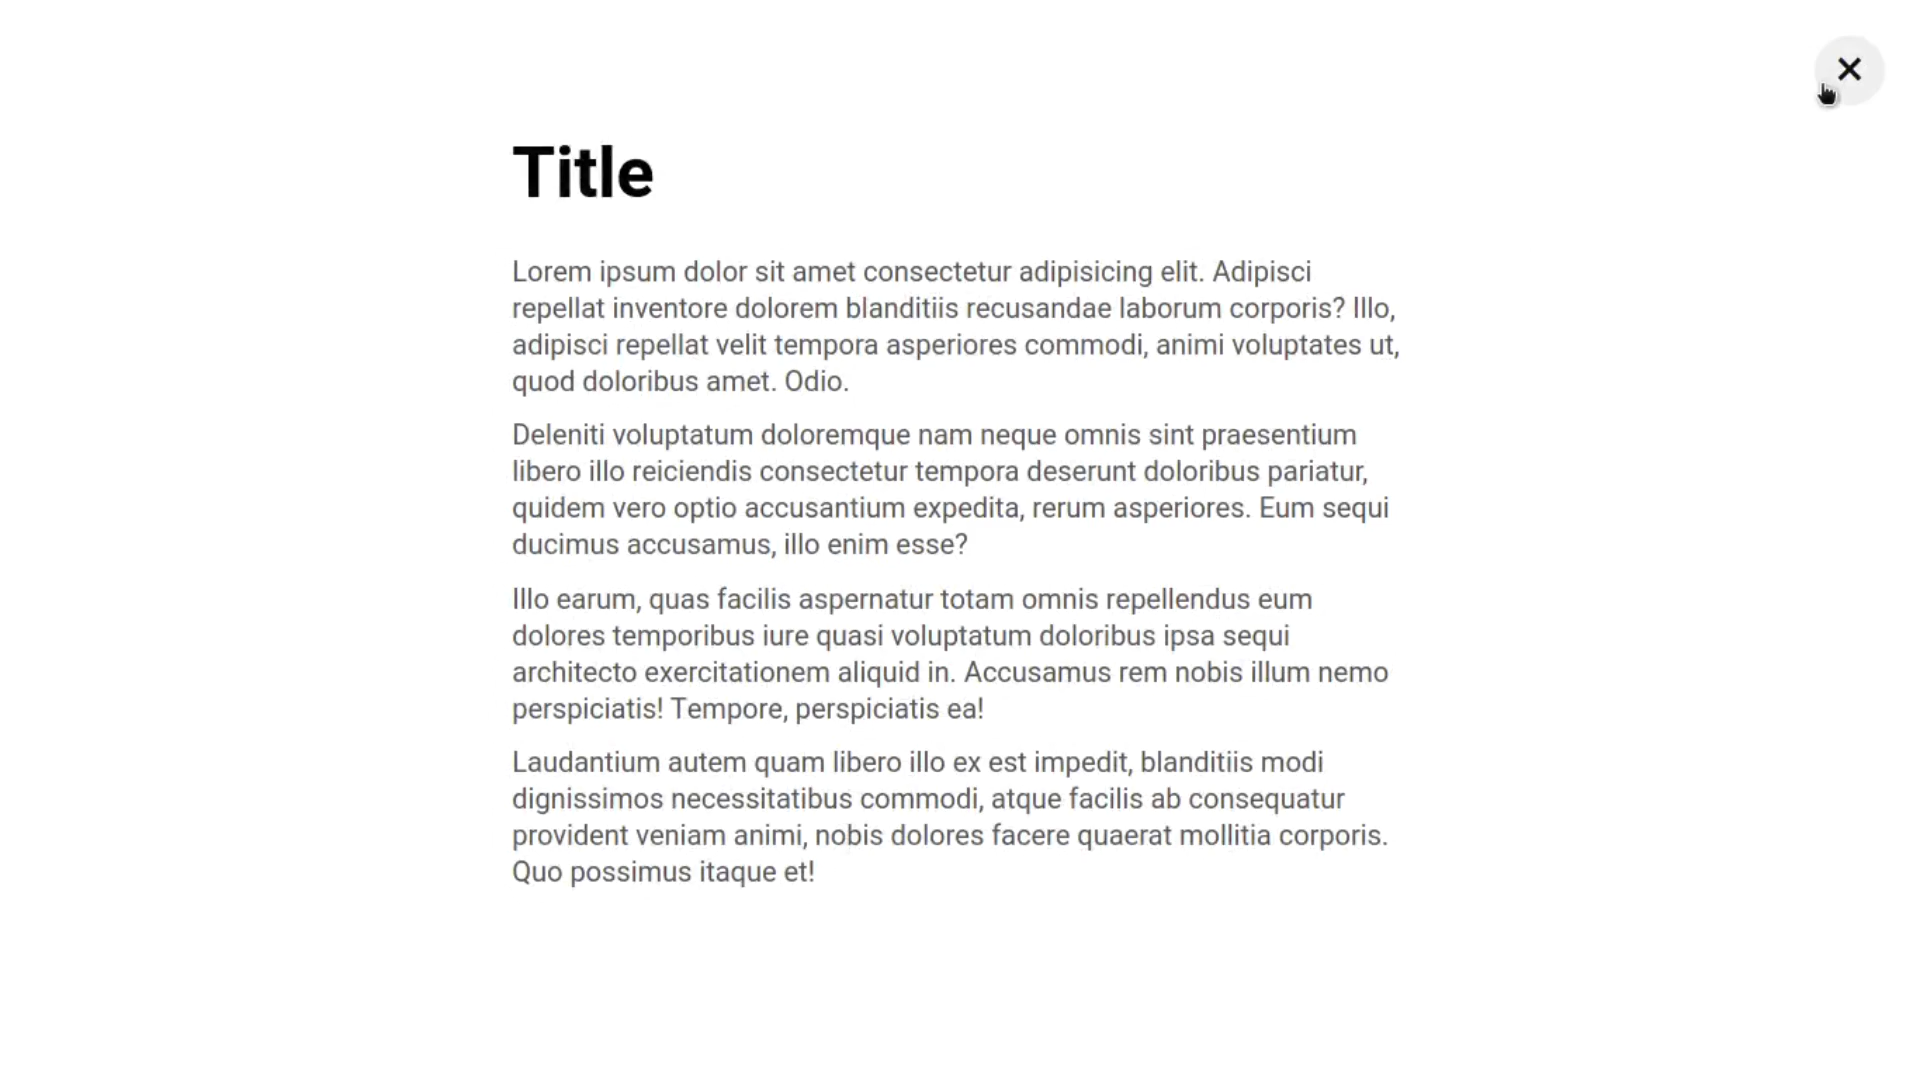 Title
Lorem ipsum dolor sit amet consectetur adipisicing elit. Adipisci
repellat inventore dolorem blanditiis recusandae laborum corporis? Illo,
adipisci repellat velit tempora asperiores commodi, animi voluptates ut,
quod doloribus amet. Odio.
Deleniti voluptatum doloremque nam neque omnis sint praesentium
libero illo reiciendis consectetur tempora deserunt doloribus pariatur,
quidem vero optio accusantium expedita, rerum asperiores. Eum sequi
ducimus accusamus, illo enim esse?
Illo earum, quas facilis aspernatur totam omnis repellendus eum
dolores temporibus iure quasi voluptatum doloribus ipsa sequi
architecto exercitationem aliquid in. Accusamus rem nobis illum nemo
perspiciatis! Tempore, perspiciatis ea!
Laudantium autem quam libero illo ex est impedit, blanditiis modi
dignissimos necessitatibus commodi, atque facilis ab consequatur
provident veniam animi, nobis dolores facere quaerat mollitia corporis.
Quo possimus itaque et!